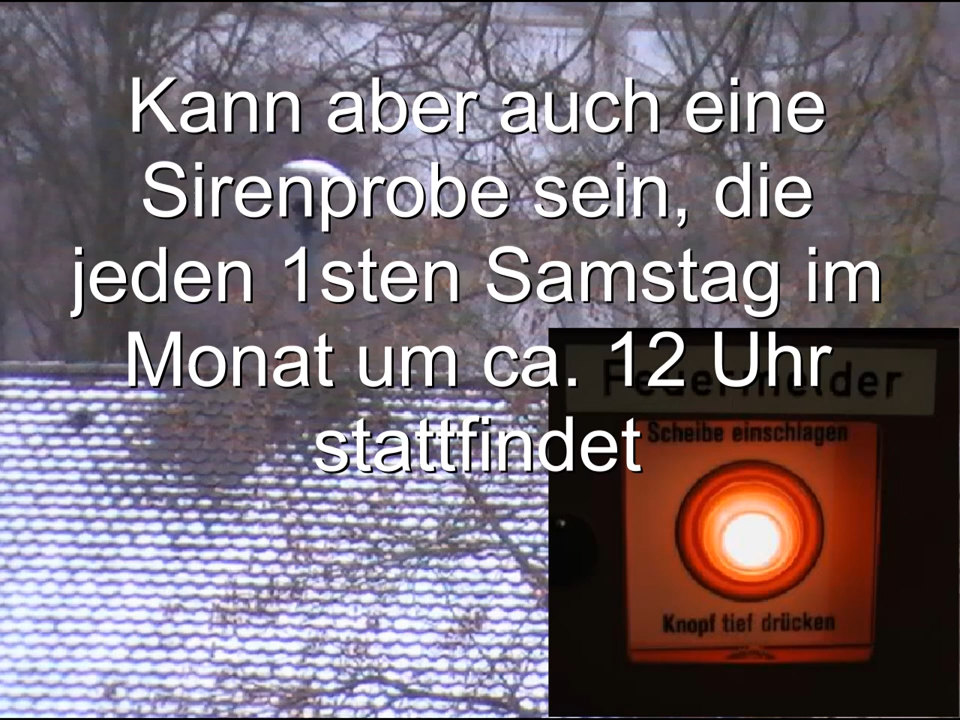 Kann aber auch eine
Sirenprobe sein, die
jeden 1sten Samstag im
Monat um ca. 12 Uhr
stattfindet
Feuermelder
Scheibe einschlagen
Knopf tief drücken